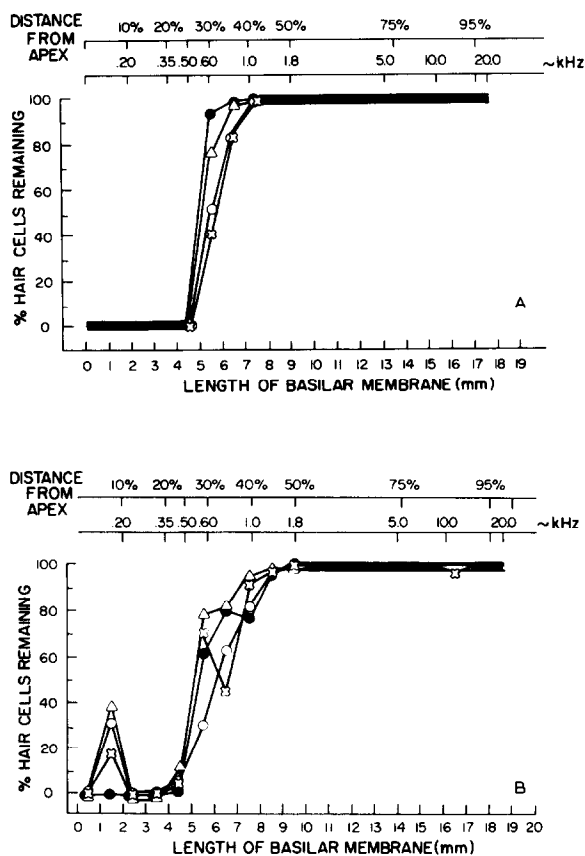 DISTANCE FROM APEX
10% 20% 30% 40% 50% 75% 95%
.20 .35 .50 .60 1.0 1.8 5.0 10.0 20.0 ~kHz
% HAIR CELLS REMAINING
100
80
60
40
20
0
A
0 1 2 3 4 5 6 7 8 9 10 11 12 13 14 15 16 17 18 19
LENGTH OF BASILAR MEMBRANE (mm)
DISTANCE FROM APEX
10% 20% 30% 40% 50% 75% 95%
.20 .35 .50 .60 1.0 1.8 5.0 100 200 ~kHz
% HAIR CELLS REMAINING
100
80
60
40
20
0
B
0 1 2 3 4 5 6 7 8 9 10 11 12 13 14 15 16 17 18 19 20
LENGTH OF BASILAR MEMBRANE (mm)